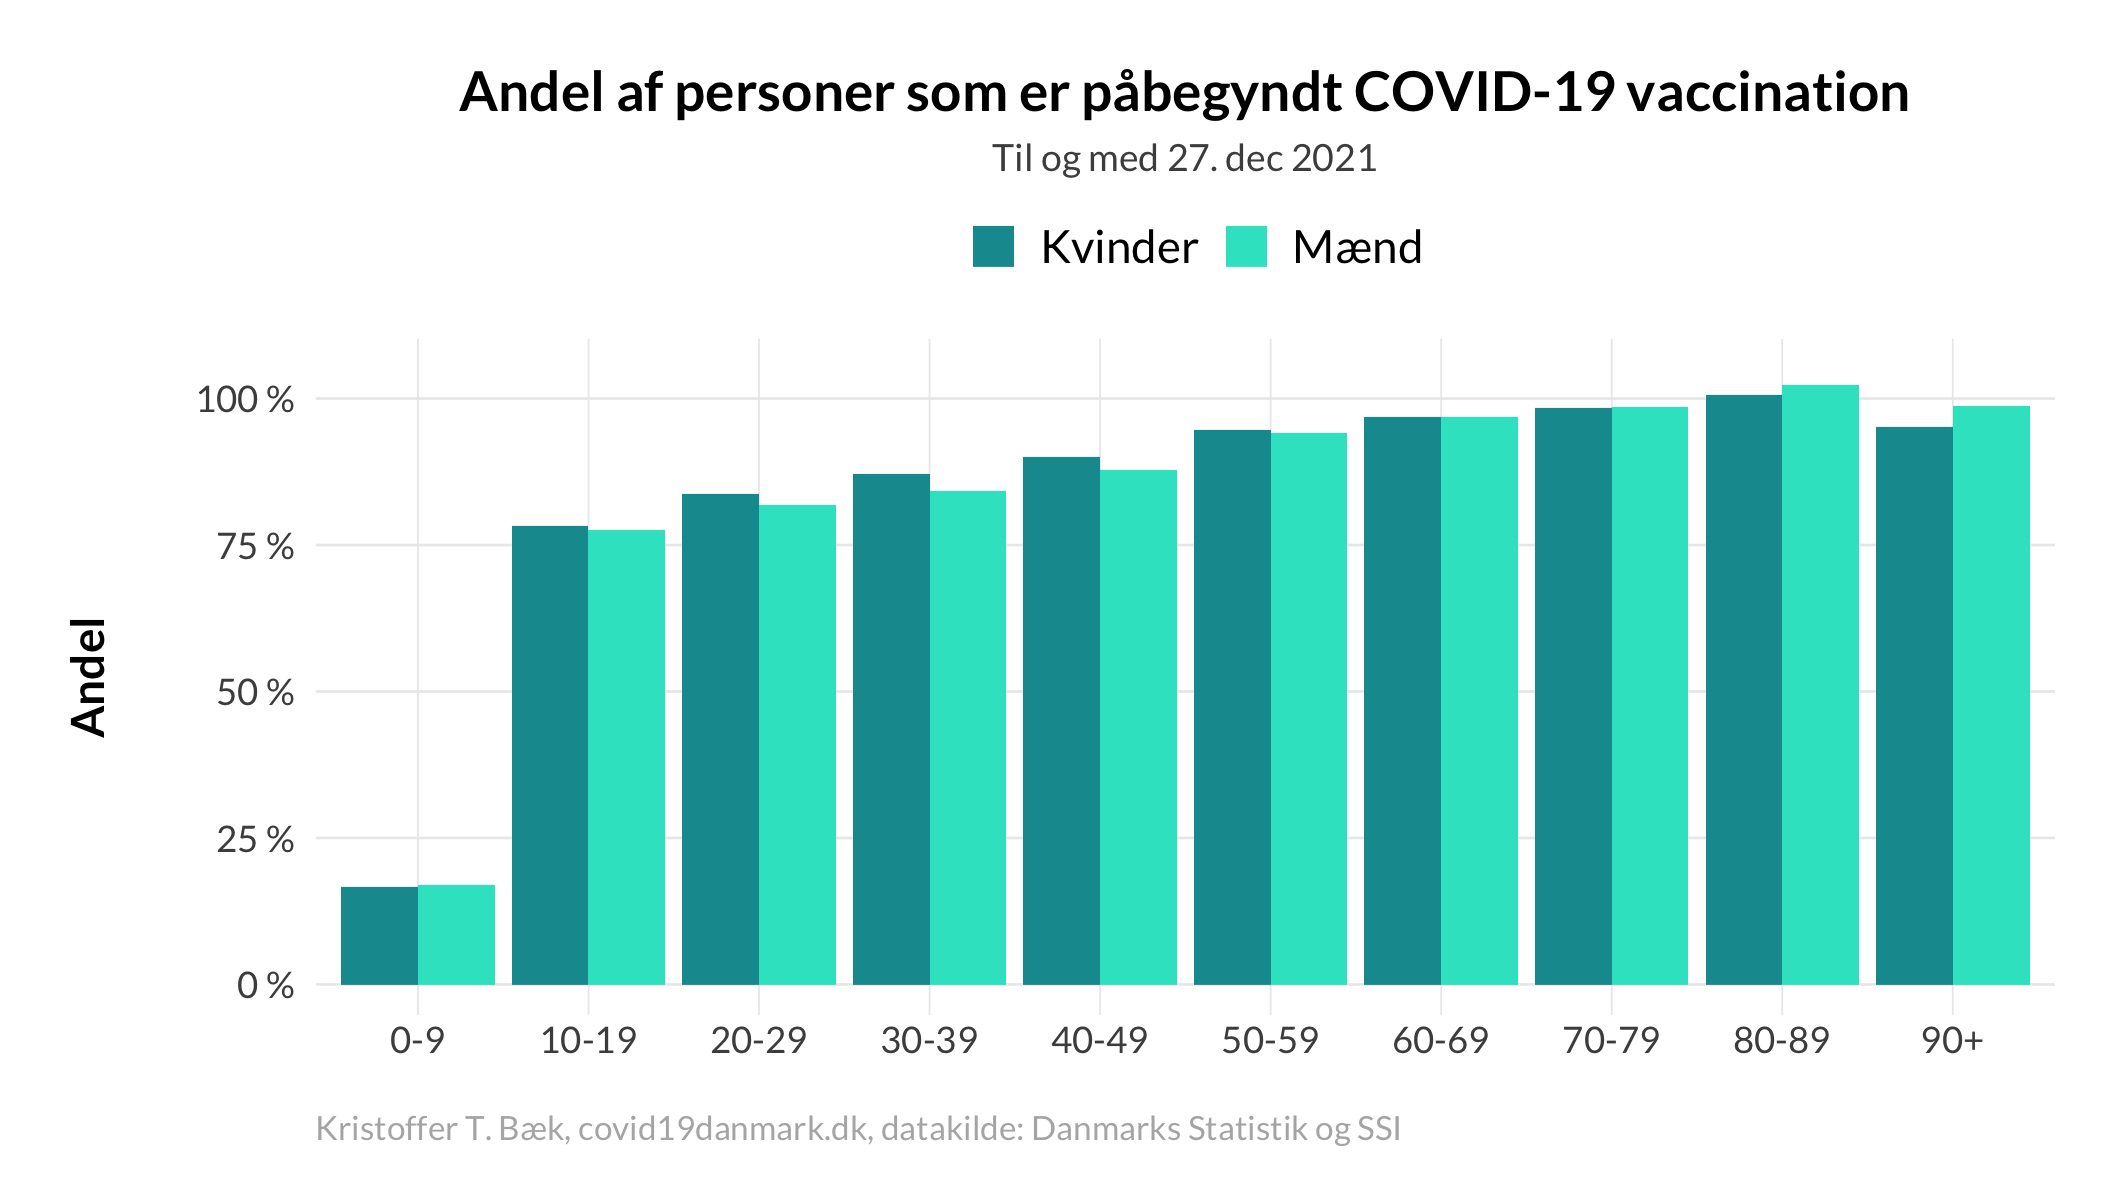 Andel af personer som er påbegyndt COVID-19 vaccination
Til og med 27. dec 2021
Kvinder Mænd
100 %
75 %
50 %
25 %
0 %
Andel
0-9 10-19 20-29 30-39 40-49 50-59 60-69 70-79 80-89 90+
Kristoffer T. Bæk, covid19danmark.dk, datakilde: Danmarks Statistik og SSI